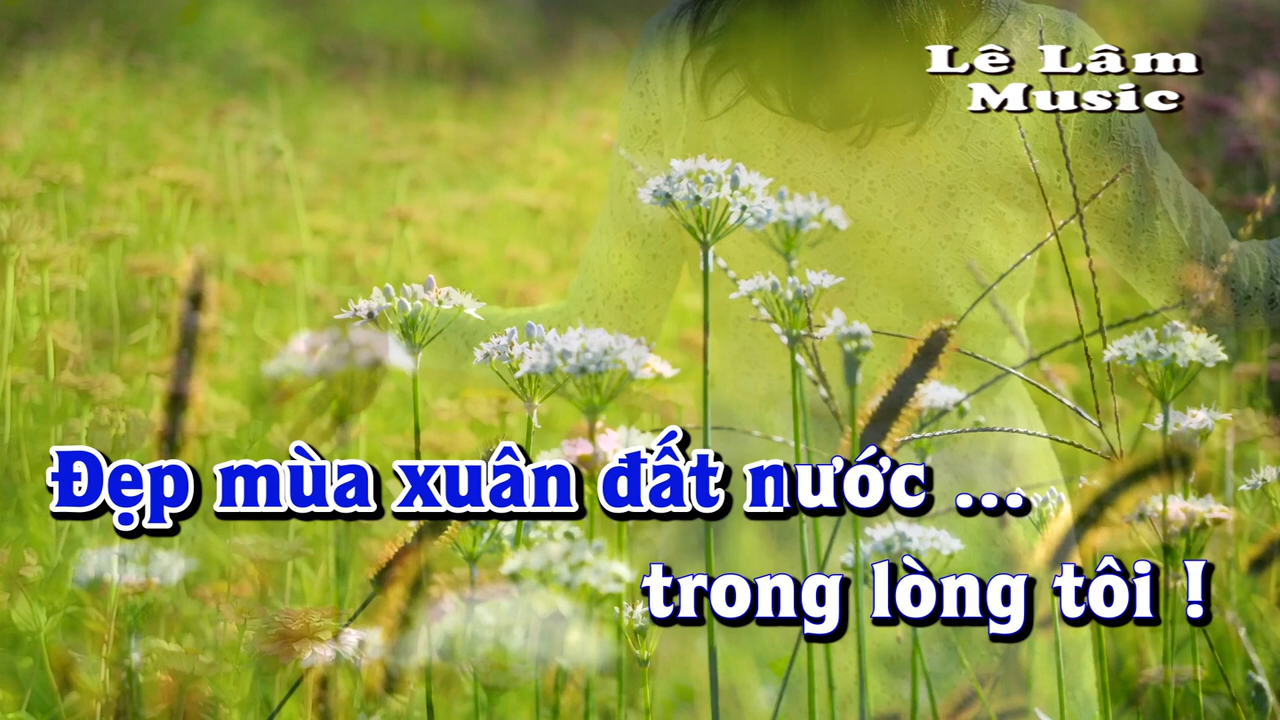 Lê Lâm
Music
Đẹp mùa xuân đất nước ...
trong lòng tôi !